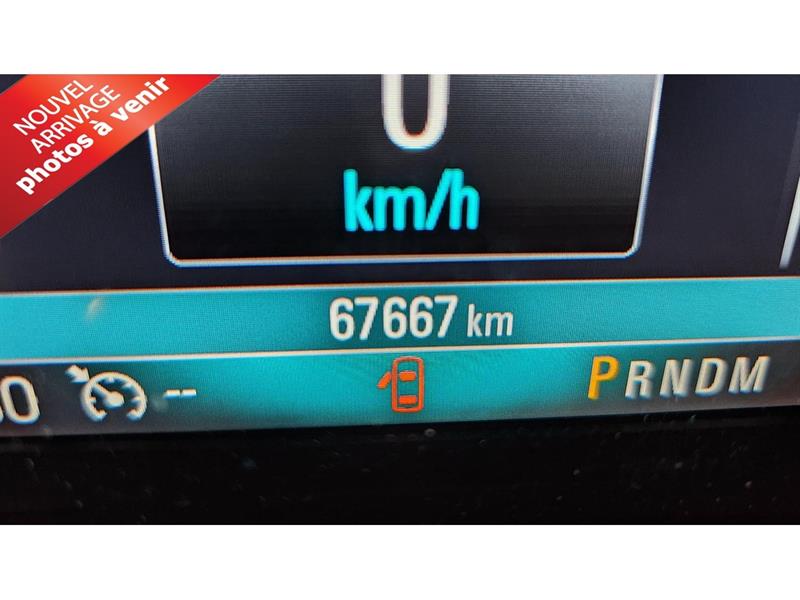 NOUVEL
ARRIVAGE
photos à venir
0
km/h
67667 km
--
PRNDM